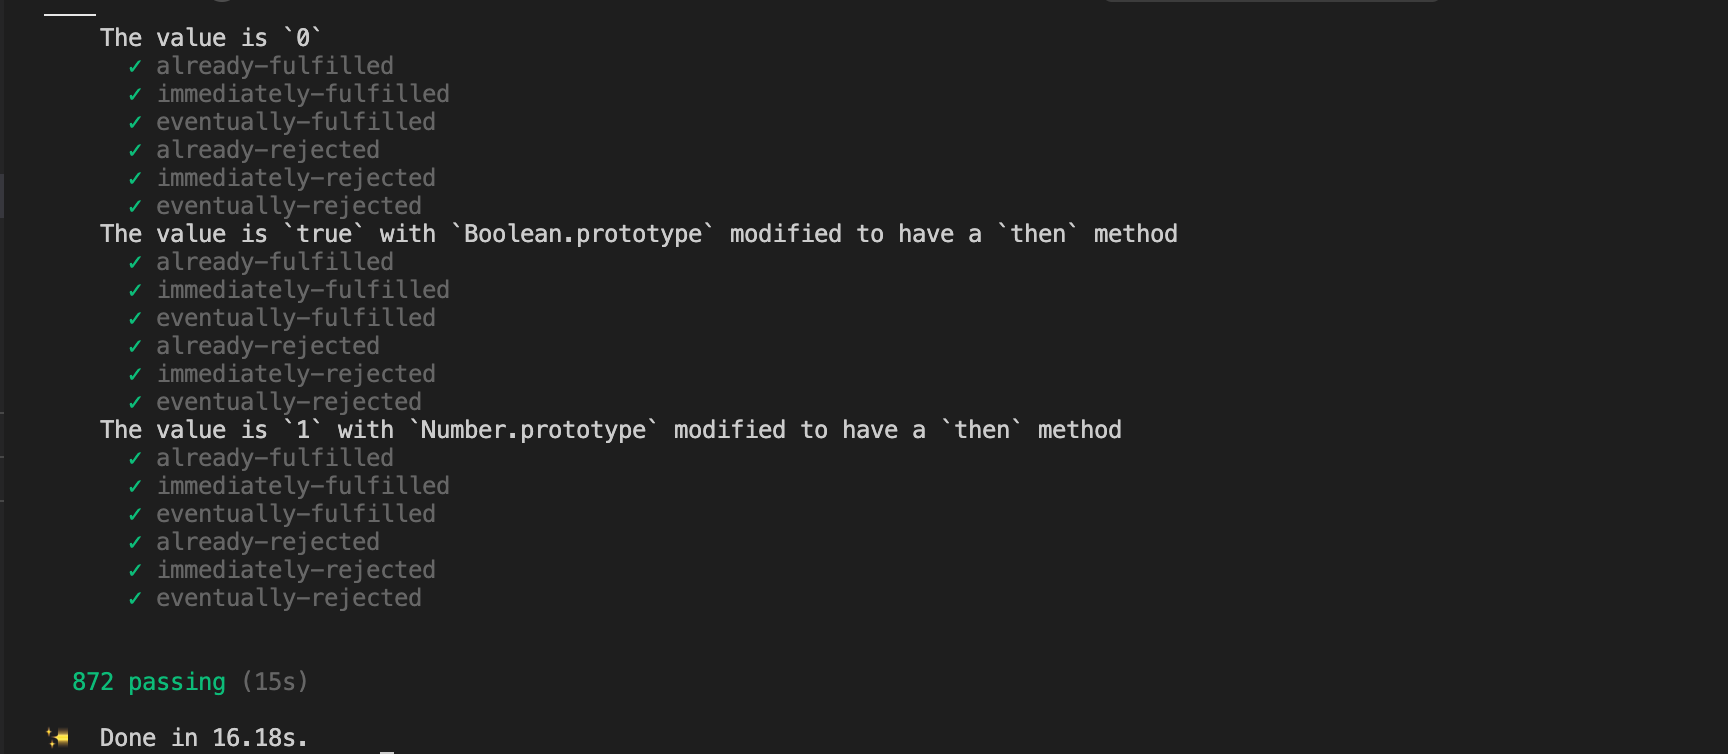 The value is `0`
✓ already-fulfilled
✓ immediately-fulfilled
✓ eventually-fulfilled
✓ already-rejected
✓ immediately-rejected
✓ eventually-rejected
The value is `true` with `Boolean.prototype` modified to have a `then` method
✓ already-fulfilled
✓ immediately-fulfilled
✓ eventually-fulfilled
✓ already-rejected
✓ immediately-rejected
✓ eventually-rejected
The value is `1` with `Number.prototype` modified to have a `then` method
✓ already-fulfilled
✓ immediately-fulfilled
✓ eventually-fulfilled
✓ already-rejected
✓ immediately-rejected
✓ eventually-rejected
872 passing (15s)
✨ Done in 16.18s.